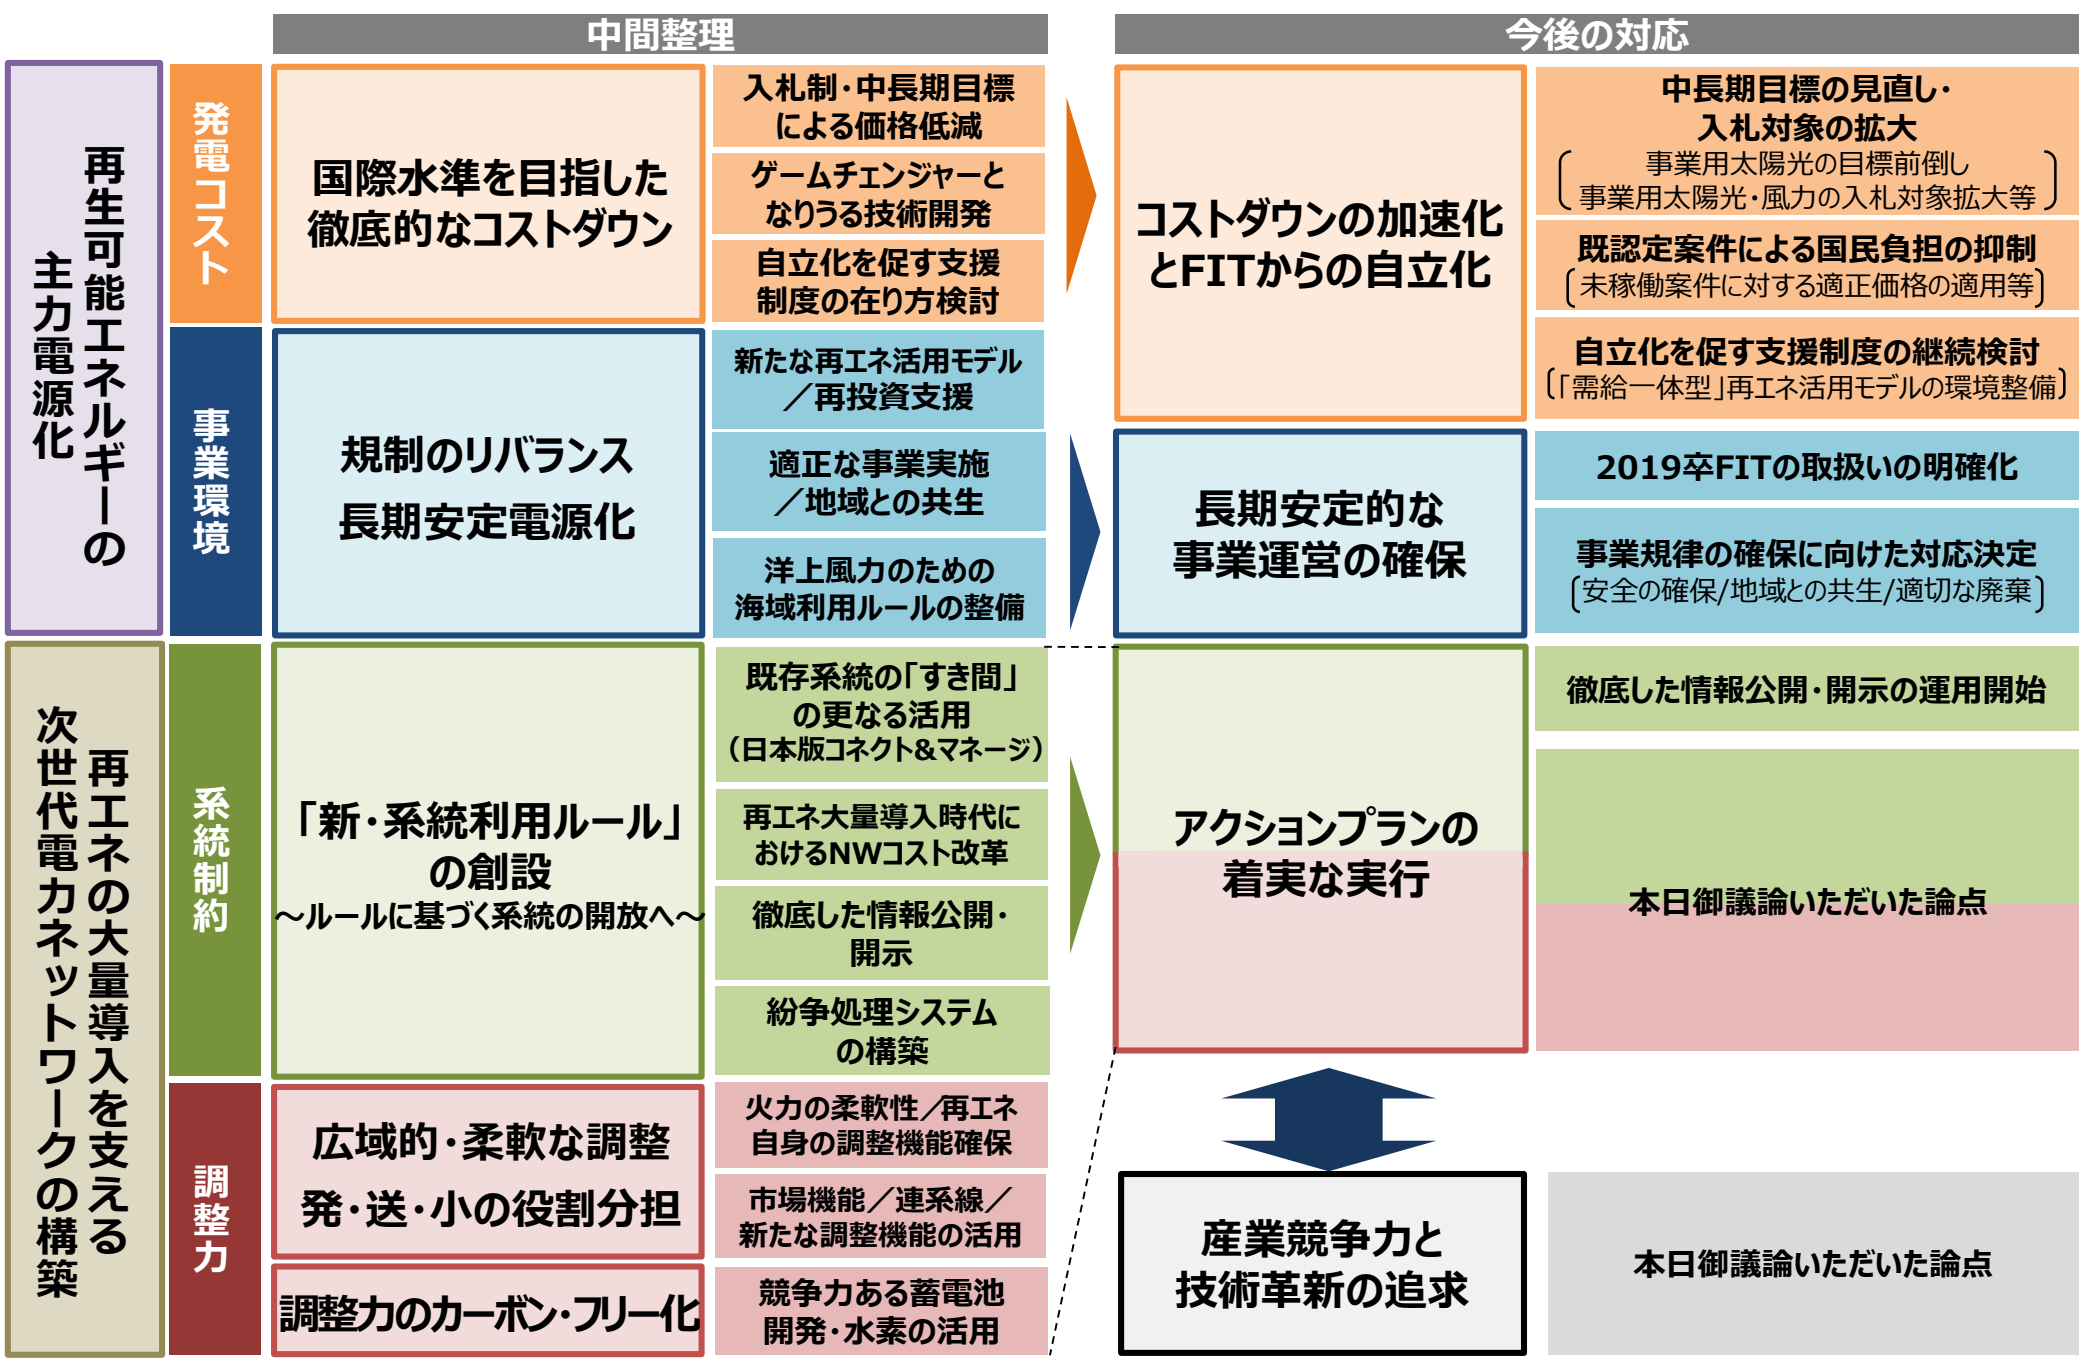 中間整理
今後の対応
再生可能エネルギーの
主力電源化
発電コスト
国際水準を目指した
徹底的なコストダウン
入札制・中長期目標
による価格低減
ゲームチェンジャーと
なりうる技術開発
自立化を促す支援
制度の在り方検討
コストダウンの加速化
とFITからの自立化
中長期目標の見直し・
入札対象の拡大
事業用太陽光の目標前倒し
事業用太陽光・風力の入札対象拡大等
既認定案件による国民負担の抑制
未稼働案件に対する適正価格の適用等
自立化を促す支援制度の継続検討
「需給一体型」再エネ活用モデルの環境整備
事業環境
規制のリバランス
長期安定電源化
新たな再エネ活用モデル
／再投資支援
適正な事業実施
／地域との共生
洋上風力のための
海域利用ルールの整備
長期安定的な
事業運営の確保
2019卒FITの取扱いの明確化
事業規律の確保に向けた対応決定
安全の確保/地域との共生/適切な廃棄
再エネの大量導入を支える
次世代電力ネットワークの構築
系統制約
「新・系統利用ルール」
の創設
～ルールに基づく系統の開放へ～
既存系統の「すき間」
の更なる活用
（日本版コネクト&マネージ）
再エネ大量導入時代に
おけるNWコスト改革
徹底した情報公開・
開示
紛争処理システム
の構築
アクションプランの
着実な実行
徹底した情報公開・開示の運用開始
本日御議論いただいた論点
調整力
広域的・柔軟な調整
発・送・小の役割分担
調整力のカーボン・フリー化
火力の柔軟性／再エネ
自身の調整機能確保
市場機能／連系線／
新たな調整機能の活用
競争力ある蓄電池
開発・水素の活用
産業競争力と
技術革新の追求
本日御議論いただいた論点